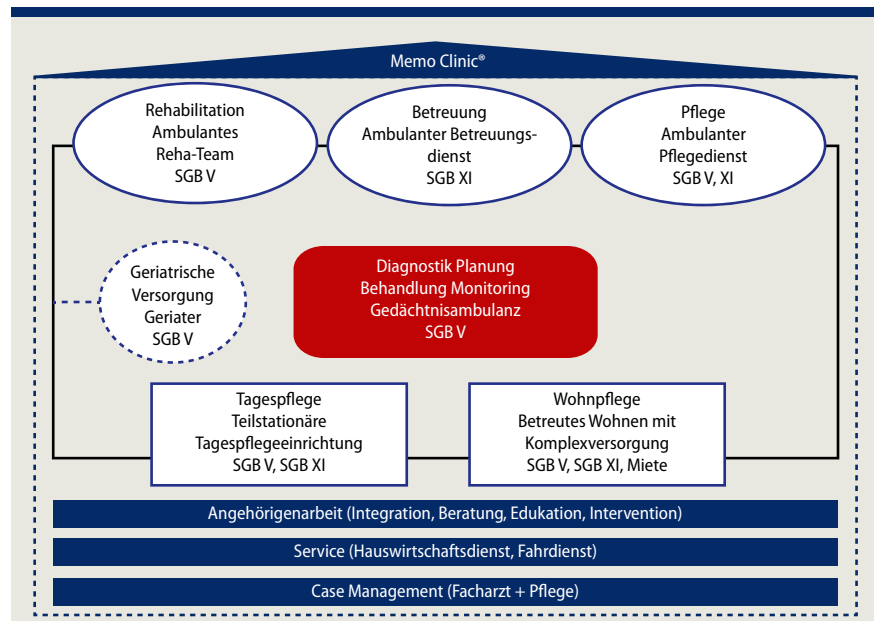 Memo Clinic®
Rehabilitation
Ambulantes
Reha-Team
SGB V
Betreuung
Ambulanter Betreuungs-
dienst
SGB XI
Pflege
Ambulanter
Pflegedienst
SGB V, XI
Geriatrische
Versorgung
Geriater
SGB V
Diagnostik Planung
Behandlung Monitoring
Gedächtnisambulanz
SGB V
Tagespflege
Teilstationäre
Tagespflegeeinrichtung
SGB V, SGB XI
Wohnpflege
Betreutes Wohnen mit
Komplexversorgung
SGB V, SGB XI, Miete
Angehörigenarbeit (Integration, Beratung, Edukation, Intervention)
Service (Hauswirtschaftsdienst, Fahrdienst)
Case Management (Facharzt + Pflege)